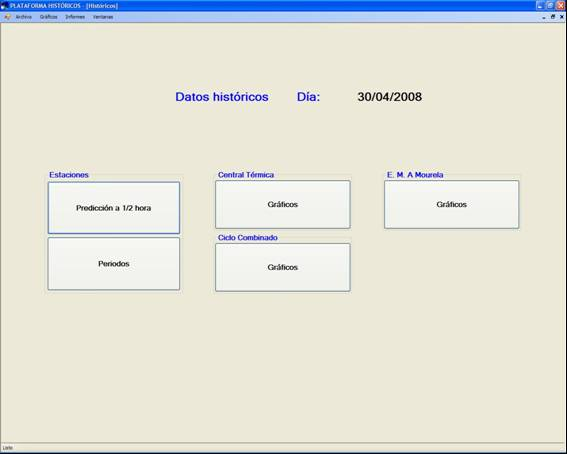 PLATAFORMA HISTÓRICOS - [Históricos]
Archivo Gráficos Informes Ventanas
Datos históricos Día: 30/04/2008
Estaciones Central Térmica E. M. A Mourela
Predicción a 1/2 hora Gráficos Gráficos
Ciclo Combinado
Periodos Gráficos
Listo